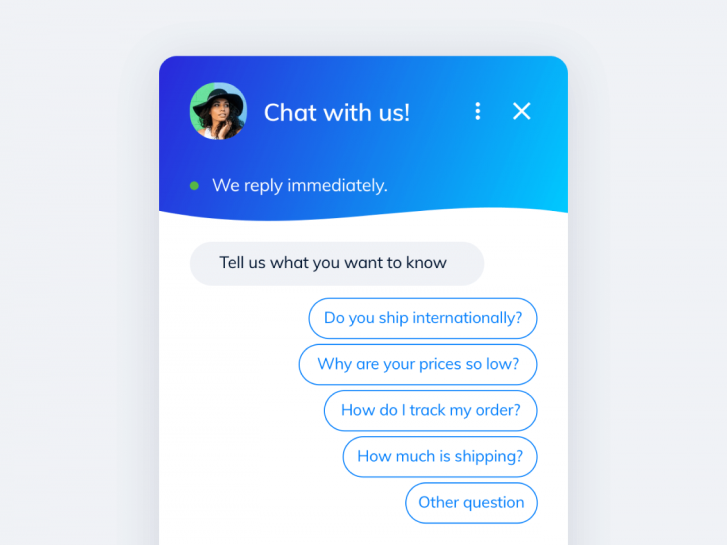 Chat with us!
We reply immediately.
Tell us what you want to know
Do you ship internationally?
Why are your prices so low?
How do I track my order?
How much is shipping?
Other question